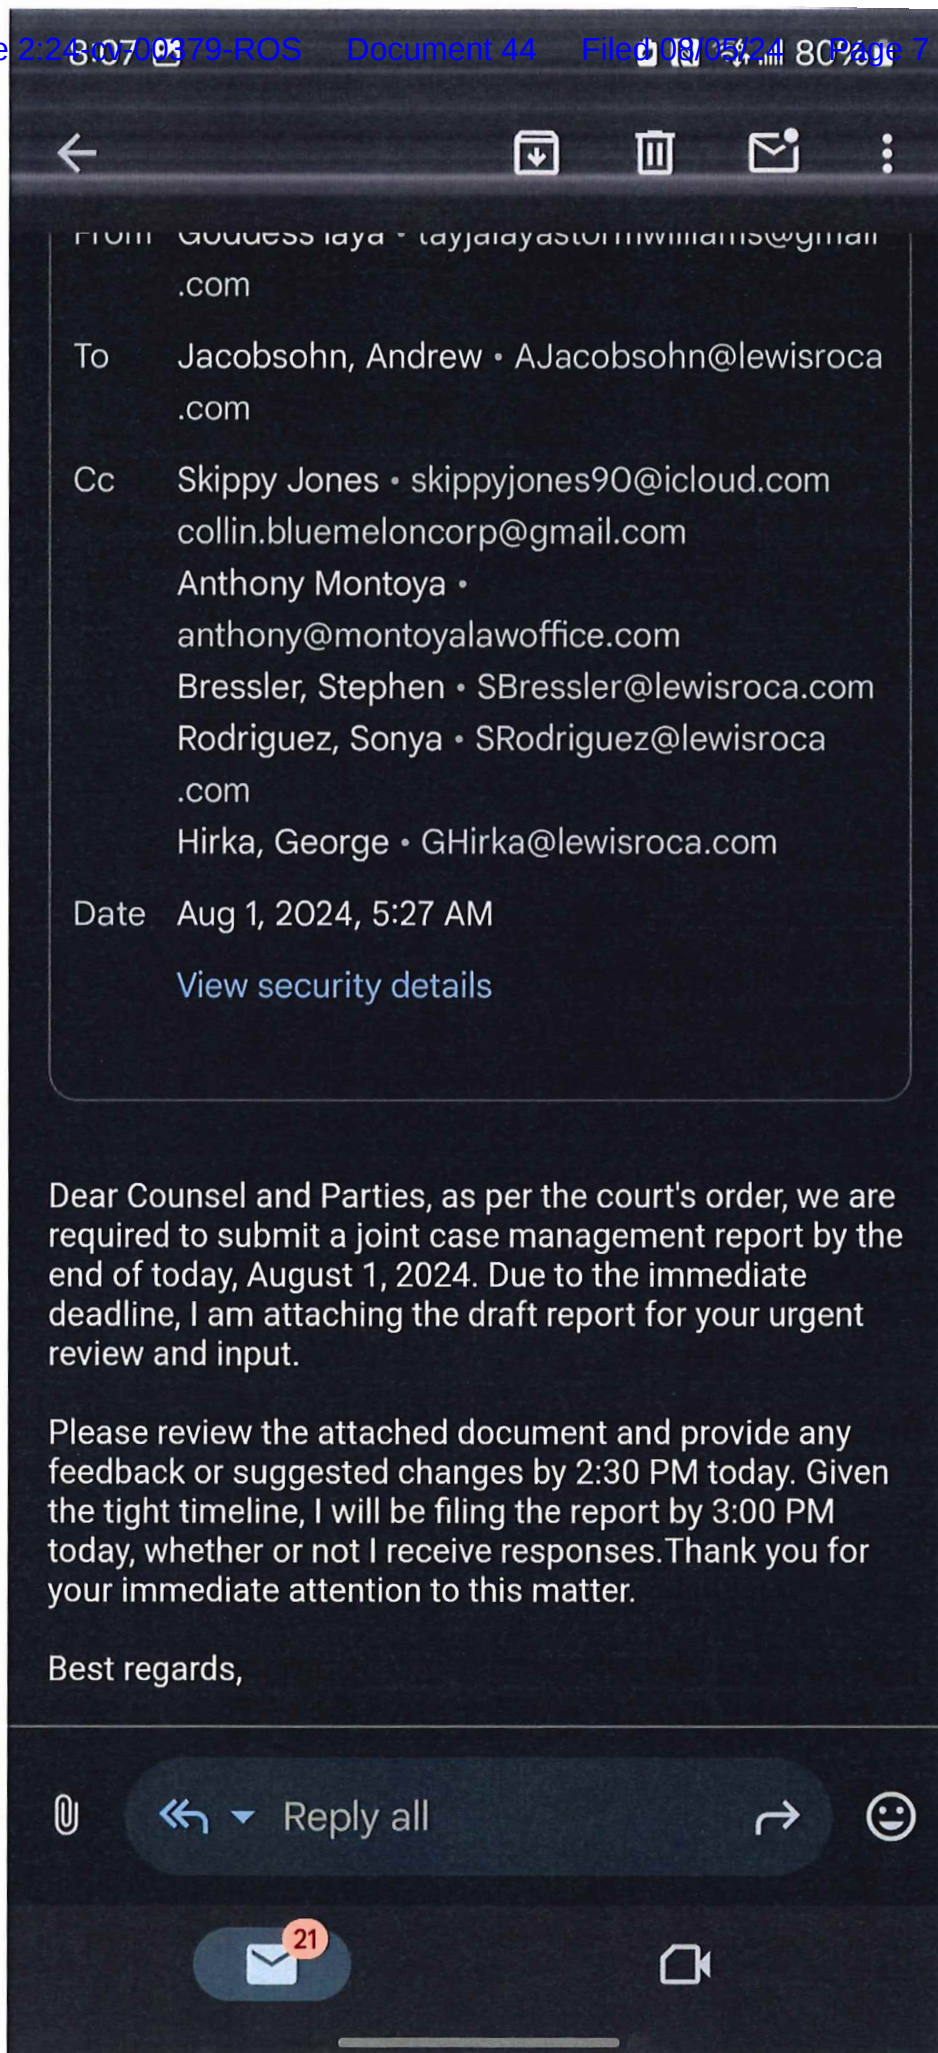 2:24-cv-00379-ROS Document 44 Filed 08/05/24 Page 7
8:07 80%
From Goddess Taya • tayjalayastormwilliams@gmail
.com
To Jacobsohn, Andrew • AJacobsohn@lewisroca
.com
Cc Skippy Jones • skippyjones90@icloud.com
collin.bluemeloncorp@gmail.com
Anthony Montoya •
anthony@montoyalawoffice.com
Bressler, Stephen • SBressler@lewisroca.com
Rodriguez, Sonya • SRodriguez@lewisroca
.com
Hirka, George • GHirka@lewisroca.com
Date Aug 1, 2024, 5:27 AM
View security details
Dear Counsel and Parties, as per the court's order, we are
required to submit a joint case management report by the
end of today, August 1, 2024. Due to the immediate
deadline, I am attaching the draft report for your urgent
review and input.
Please review the attached document and provide any
feedback or suggested changes by 2:30 PM today. Given
the tight timeline, I will be filing the report by 3:00 PM
today, whether or not I receive responses.Thank you for
your immediate attention to this matter.
Best regards,
Reply all
21